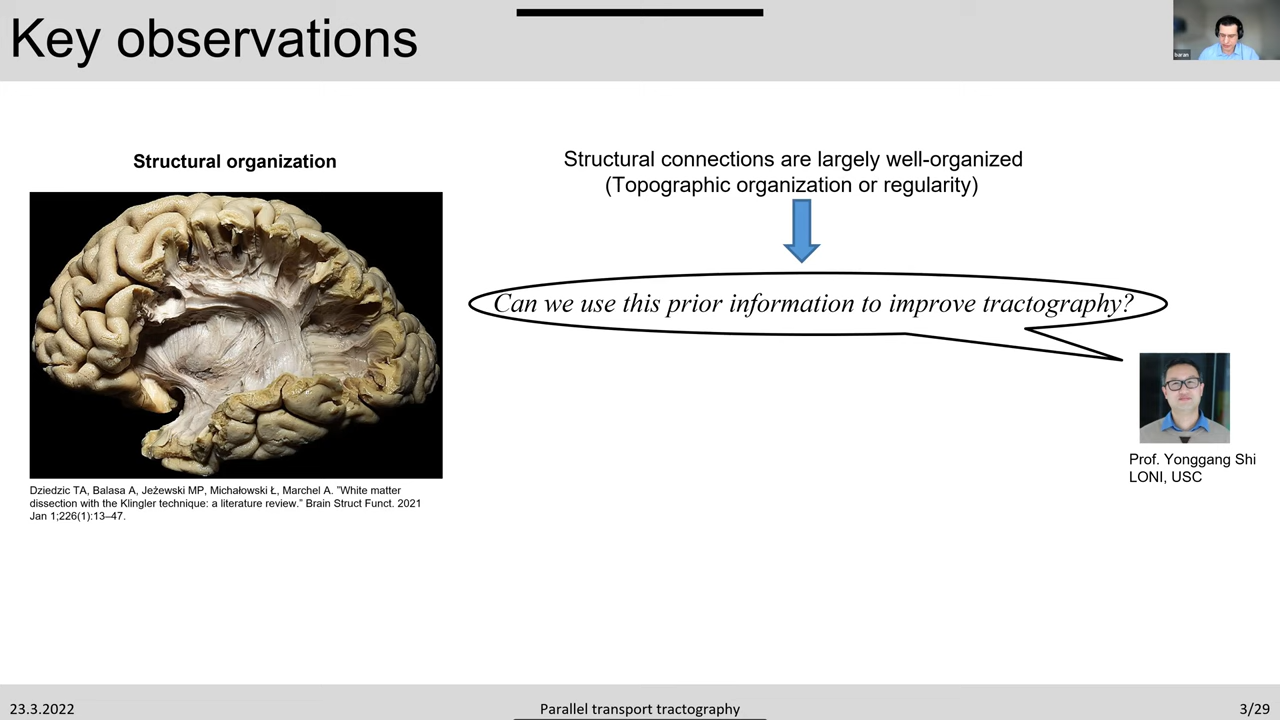 Key observations
baran
Structural organization
Structural connections are largely well-organized
(Topographic organization or regularity)
Can we use this prior information to improve tractography?
Prof. Yonggang Shi
LONI, USC
Dziedzic TA, Balasa A, Jeżewski MP, Michałowski Ł, Marchel A. "White matter
dissection with the Klingler technique: a literature review." Brain Struct Funct. 2021
Jan 1;226(1):13–47.
23.3.2022
Parallel transport tractography
3/29